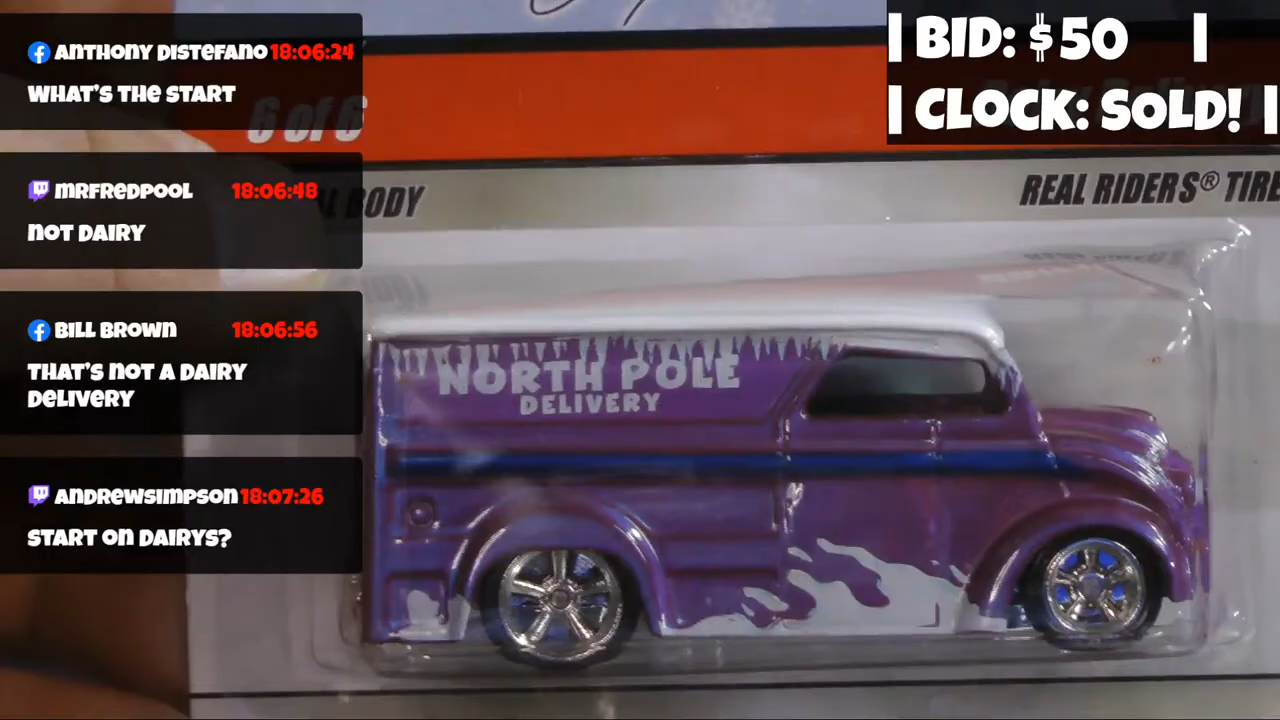 ANTHONY DISTEFANO 18:06:24
WHAT'S THE START
MRFREDPOOL 18:06:48
NOT DAIRY
BILL BROWN 18:06:56
THAT'S NOT A DAIRY
DELIVERY
ANDREWSIMPSON 18:07:26
START ON DAIRYS?
| BID: $50 |
| CLOCK: SOLD! |
6 of 6
BODY
REAL RIDERS® TIRE
NORTH POLE
DELIVERY